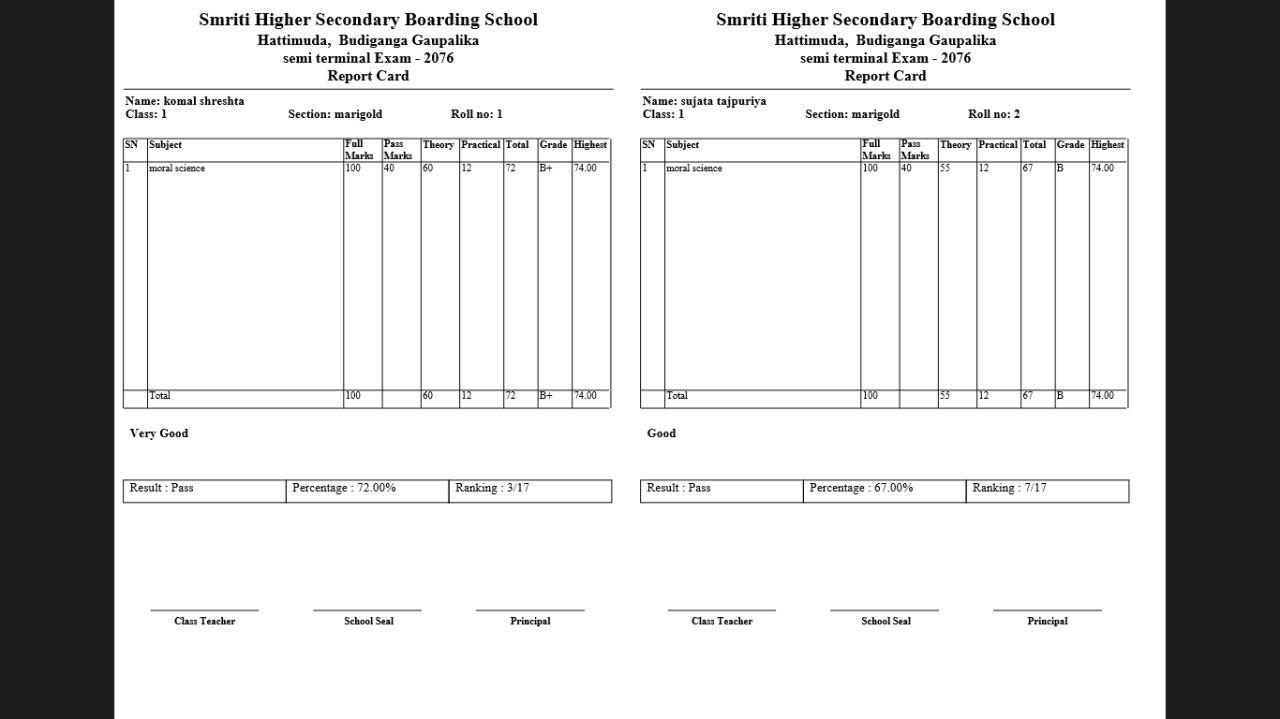 Smriti Higher Secondary Boarding School
Hattimuda, Budiganga Gaupalika
semi terminal Exam - 2076
Report Card
Name: komal shreshta
Class: 1 Section: marigold Roll no: 1
SN Subject Full Marks Pass Marks Theory Practical Total Grade Highest
1 moral science 100 40 60 12 72 B+ 74.00
Total 100 60 12 72 B+ 74.00
Very Good
Result : Pass Percentage : 72.00% Ranking : 3/17
Class Teacher School Seal Principal
Smriti Higher Secondary Boarding School
Hattimuda, Budiganga Gaupalika
semi terminal Exam - 2076
Report Card
Name: sujata tajpuriya
Class: 1 Section: marigold Roll no: 2
SN Subject Full Marks Pass Marks Theory Practical Total Grade Highest
1 moral science 100 40 55 12 67 B 74.00
Total 100 55 12 67 B 74.00
Good
Result : Pass Percentage : 67.00% Ranking : 7/17
Class Teacher School Seal Principal